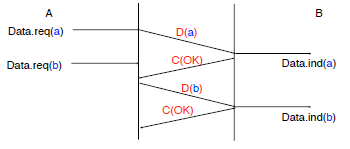 A
B
Data.req(a)
D(a)
C(OK)
Data.ind(a)
Data.req(b)
D(b)
C(OK)
Data.ind(b)